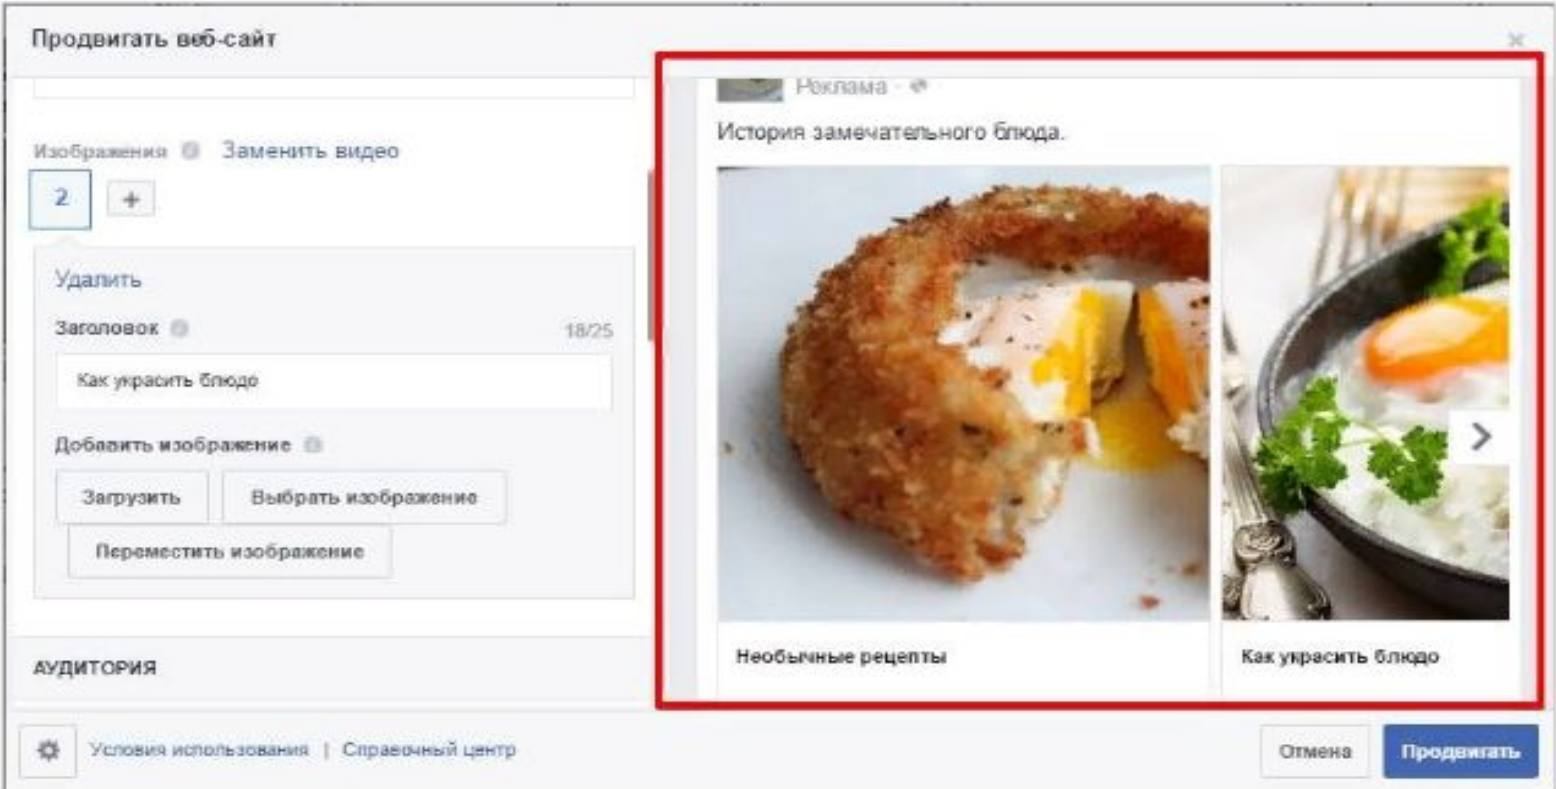 Продвигать веб-сайт
Изображения Заменить видео
2 +
Удалить
Заголовок 18/25
Как украсить блюдо
Добавить изображение
Загрузить Выбрать изображение
Переместить изображение
АУДИТОРИЯ
Реклама ·
История замечательного блюда.
Необычные рецепты Как украсить блюдо
Условия использования | Справочный центр
Отмена Продвигать